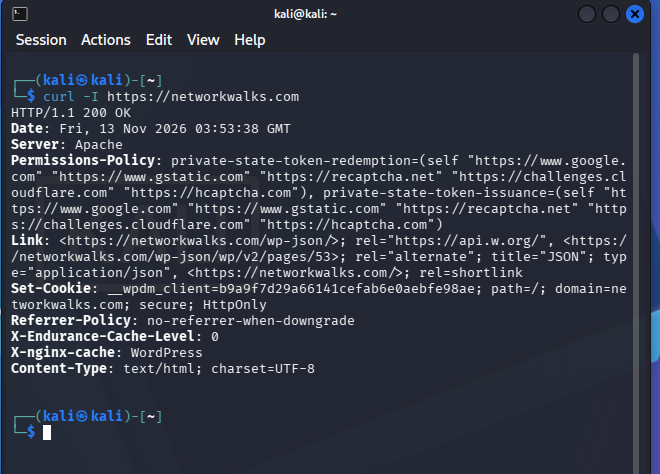 kali@kali: ~
Session Actions Edit View Help
┌──(kali㉿kali)-[~]
└─$ curl -I https://networkwalks.com
HTTP/1.1 200 OK
Date: Fri, 13 Nov 2026 03:53:38 GMT
Server: Apache
Permissions-Policy: private-state-token-redemption=(self "https://www.google.
com" "https://www.gstatic.com" "https://recaptcha.net" "https://challenges.cl
oudflare.com" "https://hcaptcha.com"), private-state-token-issuance=(self "ht
tps://www.google.com" "https://www.gstatic.com" "https://recaptcha.net" "http
s://challenges.cloudflare.com" "https://hcaptcha.com")
Link: <https://networkwalks.com/wp-json/>; rel="https://api.w.org/", <https:/
/networkwalks.com/wp-json/wp/v2/pages/53>; rel="alternate"; title="JSON"; typ
e="application/json", <https://networkwalks.com/>; rel=shortlink
Set-Cookie: __wpdm_client=b9a9f7d29a66141cefab6e0aebfe98ae; path=/; domain=ne
tworkwalks.com; secure; HttpOnly
Referrer-Policy: no-referrer-when-downgrade
X-Endurance-Cache-Level: 0
X-nginx-cache: WordPress
Content-Type: text/html; charset=UTF-8
┌──(kali㉿kali)-[~]
└─$